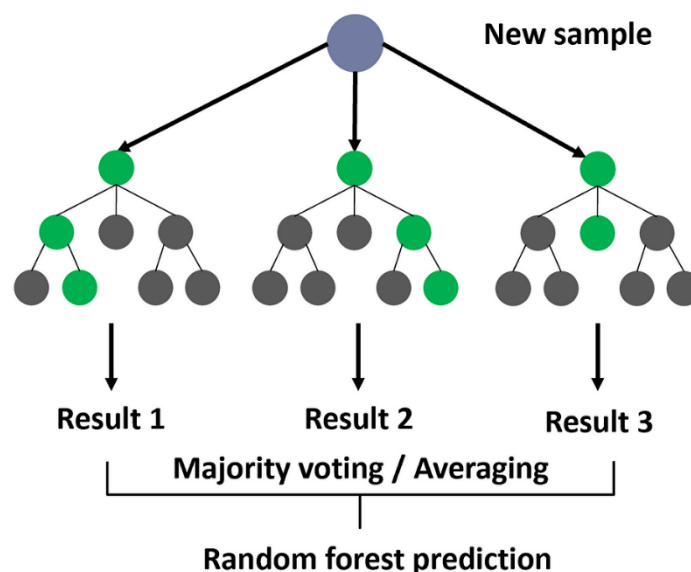 New sample
Result 1
Result 2
Result 3
Majority voting / Averaging
Random forest prediction